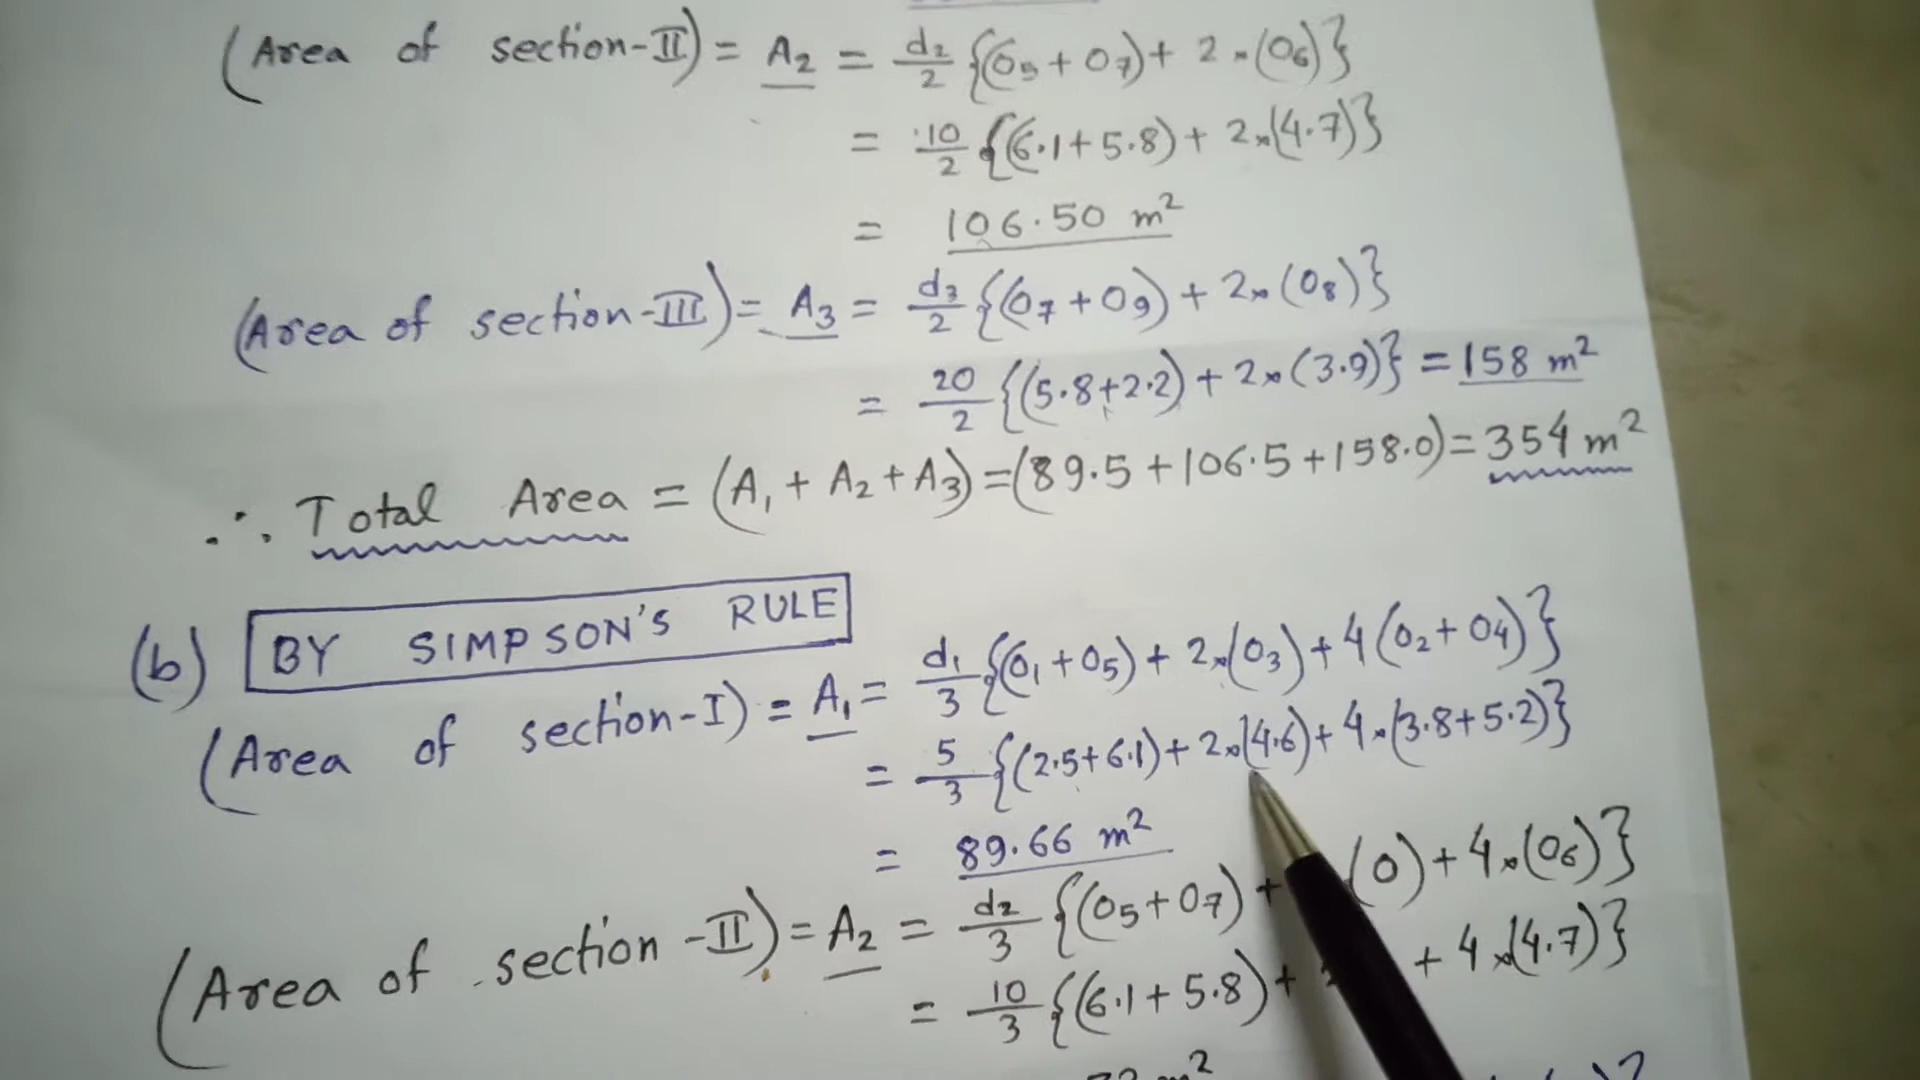 (Area of section-II) = A₂ = d₂/2 {(O₅ + O₇) + 2 × (O₆)}
= 10/2 {(6.1 + 5.8) + 2 × (4.7)}
= 106.50 m²
(Area of section-III) = A₃ = d₃/2 {(O₇ + O₉) + 2 × (O₈)}
= 20/2 {(5.8 + 2.2) + 2 × (3.9)} = 158 m²
∴ Total Area = (A₁ + A₂ + A₃) = (89.5 + 106.5 + 158.0) = 354 m²
(b) BY SIMPSON'S RULE
(Area of section-I) = A₁ = d₁/3 {(O₁ + O₅) + 2 × (O₃) + 4 (O₂ + O₄)}
= 5/3 {(2.5 + 6.1) + 2 × (4.6) + 4 × (3.8 + 5.2)}
= 89.66 m²
(Area of section-II) = A₂ = d₂/3 {(O₅ + O₇) + (O) + 4 × (O₆)}
= 10/3 {(6.1 + 5.8) + + 4 × (4.7)}
m²